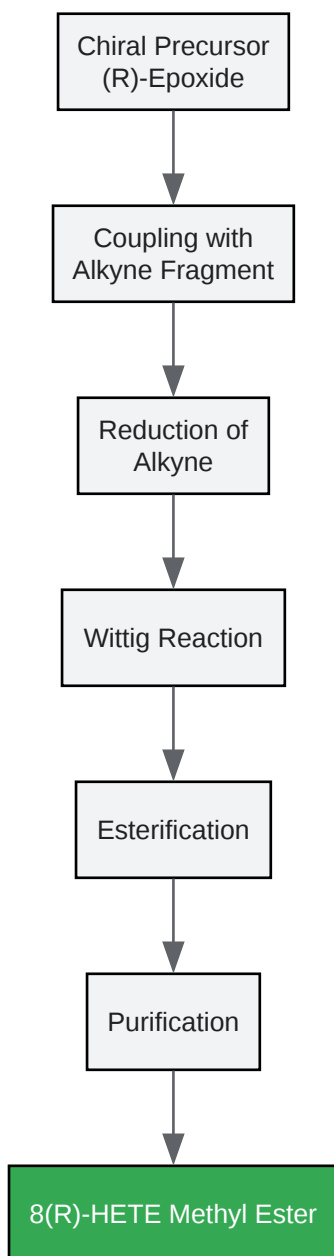 Chiral Precursor
(R)-Epoxide
Coupling with
Alkyne Fragment
Reduction of
Alkyne
Wittig Reaction
Esterification
Purification
8(R)-HETE Methyl Ester